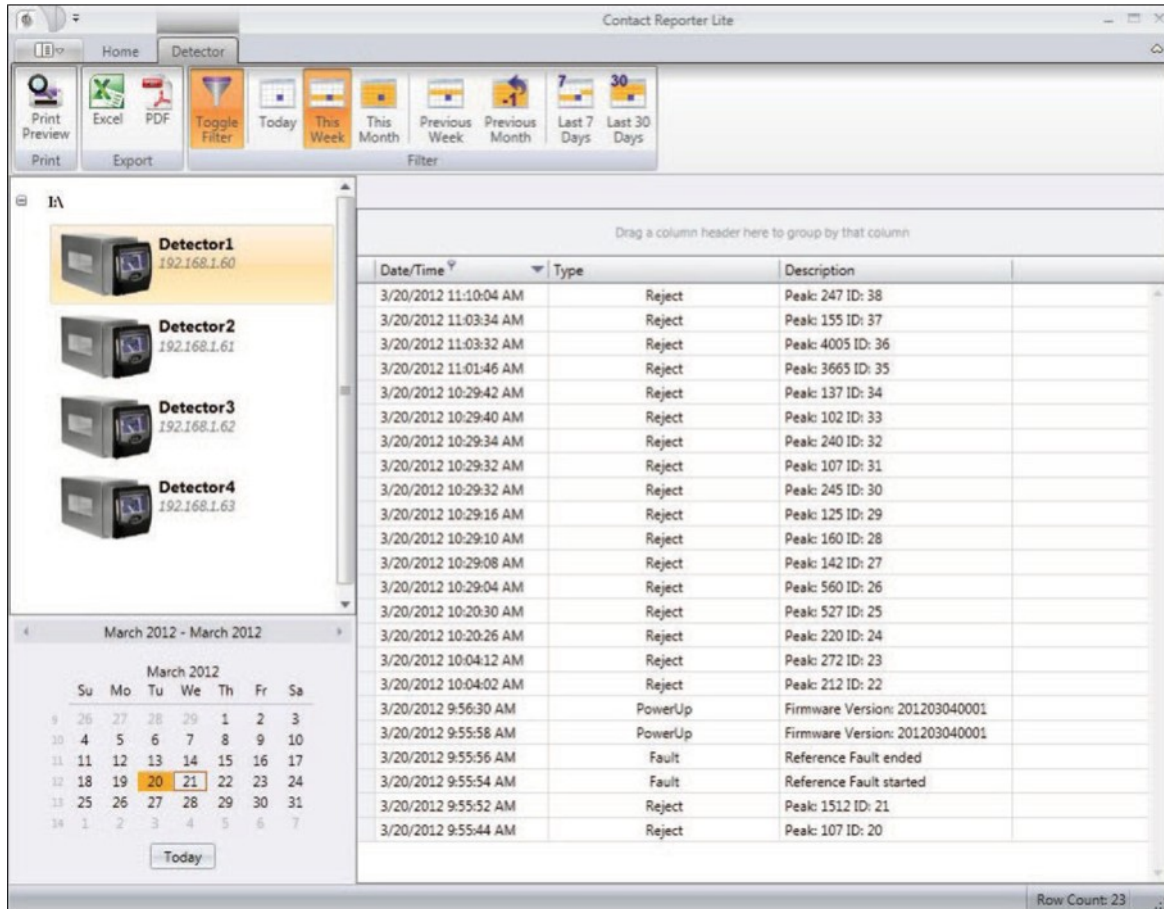 Contact Reporter Lite
Home Detector
Print Preview
Excel
PDF
Toggle Filter
Today
This Week
This Month
Previous Week
-1
Previous Month
7
Last 7 Days
30
Last 30 Days
Print Export Filter
I:\
Detector1
192.168.1.60
Detector2
192.168.1.61
Detector3
192.168.1.62
Detector4
192.168.1.63
March 2012 - March 2012
March 2012
Su Mo Tu We Th Fr Sa
9 26 27 28 29 1 2 3
10 4 5 6 7 8 9 10
11 11 12 13 14 15 16 17
12 18 19 20 21 22 23 24
13 25 26 27 28 29 30 31
14 1 2 3 4 5 6 7
Today
Drag a column header here to group by that column
Date/Time Type Description
3/20/2012 11:10:04 AM Reject Peak: 247 ID: 38
3/20/2012 11:03:34 AM Reject Peak: 155 ID: 37
3/20/2012 11:03:32 AM Reject Peak: 4005 ID: 36
3/20/2012 11:01:46 AM Reject Peak: 3665 ID: 35
3/20/2012 10:29:42 AM Reject Peak: 137 ID: 34
3/20/2012 10:29:40 AM Reject Peak: 102 ID: 33
3/20/2012 10:29:34 AM Reject Peak: 240 ID: 32
3/20/2012 10:29:32 AM Reject Peak: 107 ID: 31
3/20/2012 10:29:32 AM Reject Peak: 245 ID: 30
3/20/2012 10:29:16 AM Reject Peak: 125 ID: 29
3/20/2012 10:29:10 AM Reject Peak: 160 ID: 28
3/20/2012 10:29:08 AM Reject Peak: 142 ID: 27
3/20/2012 10:29:04 AM Reject Peak: 560 ID: 26
3/20/2012 10:20:30 AM Reject Peak: 527 ID: 25
3/20/2012 10:20:26 AM Reject Peak: 220 ID: 24
3/20/2012 10:04:12 AM Reject Peak: 272 ID: 23
3/20/2012 10:04:02 AM Reject Peak: 212 ID: 22
3/20/2012 9:56:30 AM PowerUp Firmware Version: 201203040001
3/20/2012 9:55:58 AM PowerUp Firmware Version: 201203040001
3/20/2012 9:55:56 AM Fault Reference Fault ended
3/20/2012 9:55:54 AM Fault Reference Fault started
3/20/2012 9:55:52 AM Reject Peak: 1512 ID: 21
3/20/2012 9:55:44 AM Reject Peak: 107 ID: 20
Row Count: 23